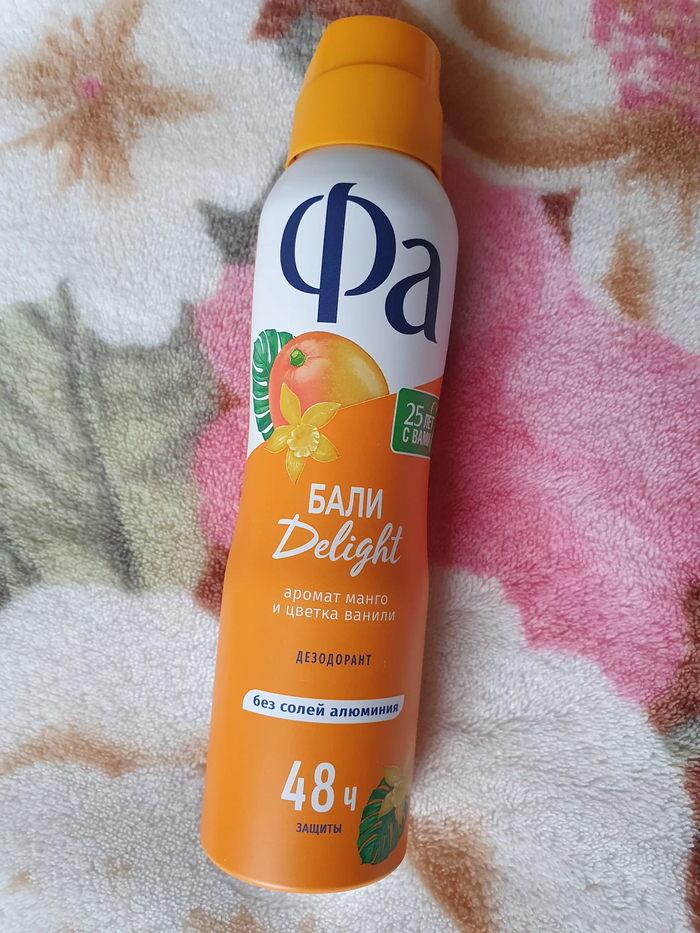 Фа
25 ЛЕТ
С ВАМИ
БАЛИ
Delight
аромат манго
и цветка ванили
ДЕЗОДОРАНТ
без солей алюминия
48 ч
ЗАЩИТЫ